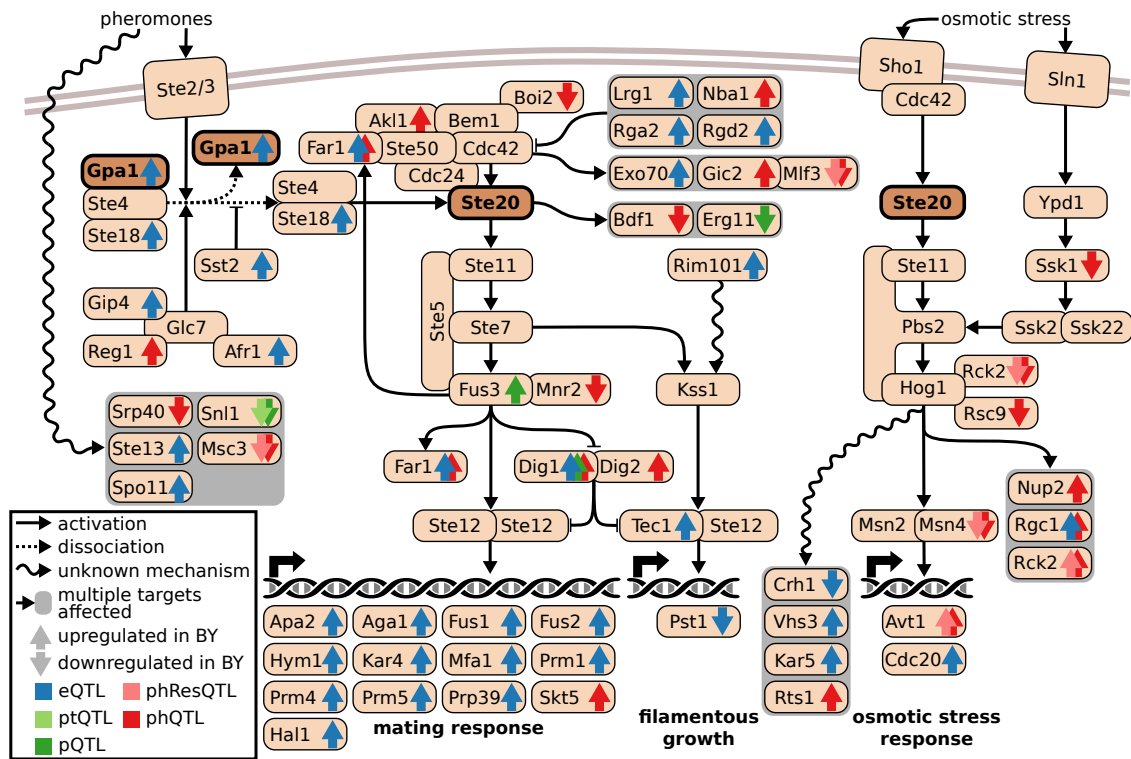 pheromones
osmotic stress
Ste2/3
Sho1
Cdc42
Sln1
Boi2
Akl1
Bem1
Far1
Ste50
Cdc42
Cdc24
Lrg1
Nba1
Rga2
Rgd2
Exo70
Gic2
Mlf3
Gpa1
Gpa1
Ste4
Ste18
Ste4
Ste18
Ste20
Bdf1
Erg11
Ste20
Ypd1
Sst2
Ste11
Rim101
Ste11
Ssk1
Gip4
Glc7
Reg1
Afr1
Ste5
Ste7
Pbs2
Ssk2
Ssk22
Fus3
Mnr2
Kss1
Hog1
Rck2
Rsc9
Srp40
Snl1
Ste13
Msc3
Spo11
Far1
Dig1
Dig2
Nup2
Rgc1
Rck2
Ste12
Ste12
Tec1
Ste12
Msn2
Msn4
activation
dissociation
unknown mechanism
multiple targets
affected
upregulated in BY
downregulated in BY
eQTL
phResQTL
ptQTL
phQTL
pQTL
Apa2
Aga1
Fus1
Fus2
Hym1
Kar4
Mfa1
Prm1
Prm4
Prm5
Prp39
Skt5
Hal1
mating response
Pst1
filamentous
growth
Crh1
Vhs3
Kar5
Rts1
Avt1
Cdc20
osmotic stress
response